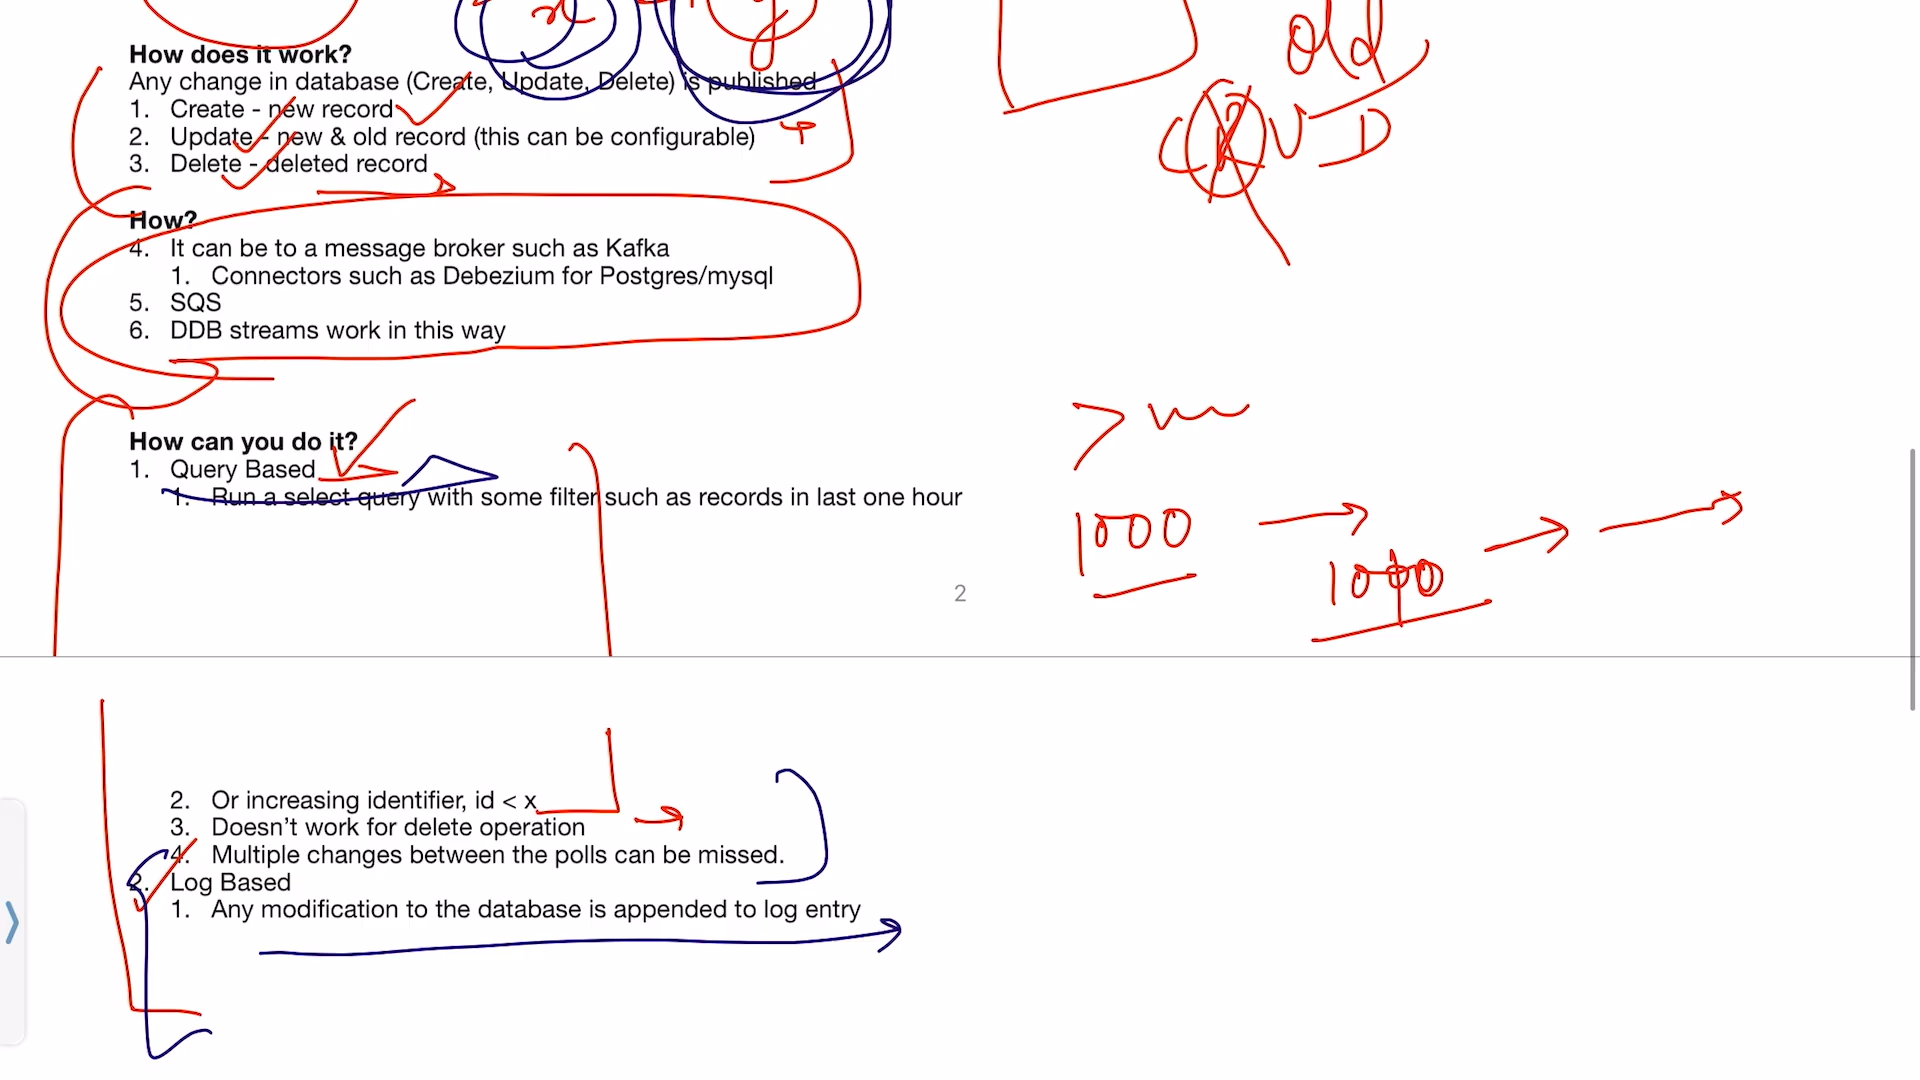 x y
old
How does it work?
Any change in database (Create, Update, Delete) is published
1. Create - new record
2. Update - new & old record (this can be configurable)
3. Delete - deleted record
C R U D
How?
4. It can be to a message broker such as Kafka
1. Connectors such as Debezium for Postgres/mysql
5. SQS
6. DDB streams work in this way
How can you do it?
1. Query Based
1. Run a select query with some filter such as records in last one hour
1000
1000
2
2. Or increasing identifier, id < x
3. Doesn't work for delete operation
4. Multiple changes between the polls can be missed.
2. Log Based
1. Any modification to the database is appended to log entry